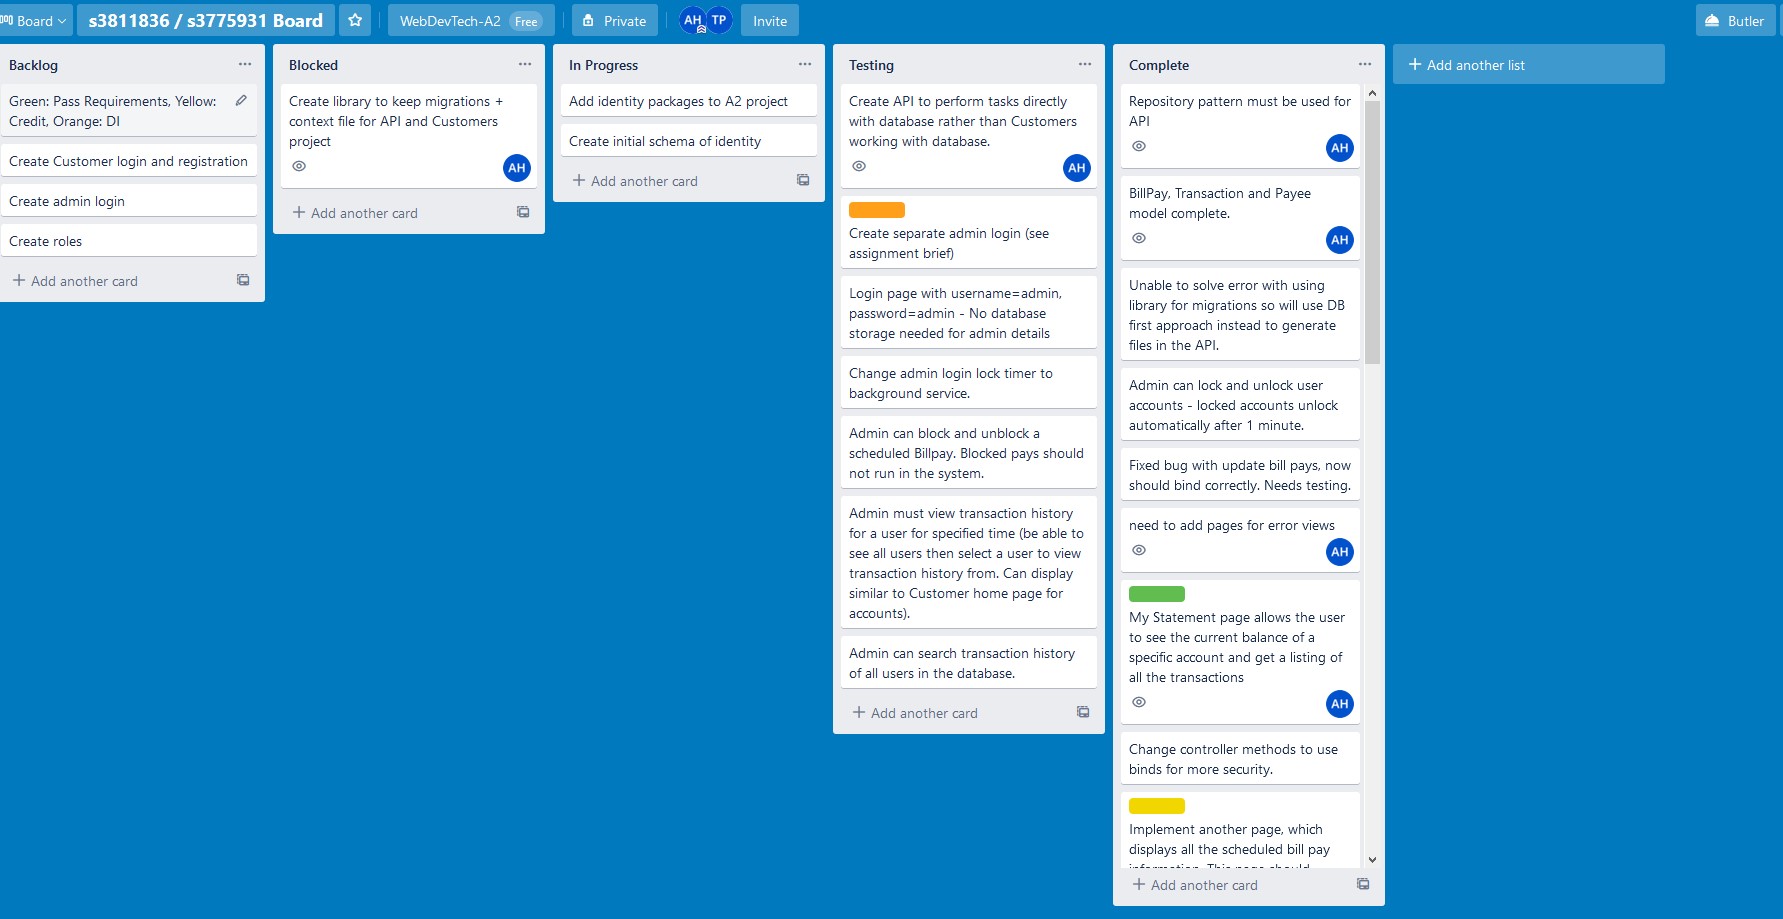 Board
s3811836 / s3775931 Board
WebDevTech-A2 Free
Private
AH TP
Invite
Butler
Backlog
Green: Pass Requirements, Yellow:
Credit, Orange: DI
Create Customer login and registration
Create admin login
Create roles
+ Add another card
Blocked
Create library to keep migrations +
context file for API and Customers
project
AH
+ Add another card
In Progress
Add identity packages to A2 project
Create initial schema of identity
+ Add another card
Testing
Create API to perform tasks directly
with database rather than Customers
working with database.
AH
Create separate admin login (see
assignment brief)
Login page with username=admin,
password=admin - No database
storage needed for admin details
Change admin login lock timer to
background service.
Admin can block and unblock a
scheduled Billpay. Blocked pays should
not run in the system.
Admin must view transaction history
for a user for specified time (be able to
see all users then select a user to view
transaction history from. Can display
similar to Customer home page for
accounts).
Admin can search transaction history
of all users in the database.
+ Add another card
Complete
Repository pattern must be used for
API
AH
BillPay, Transaction and Payee
model complete.
AH
Unable to solve error with using
library for migrations so will use DB
first approach instead to generate
files in the API.
Admin can lock and unlock user
accounts - locked accounts unlock
automatically after 1 minute.
Fixed bug with update bill pays, now
should bind correctly. Needs testing.
need to add pages for error views
AH
My Statement page allows the user
to see the current balance of a
specific account and get a listing of
all the transactions
AH
Change controller methods to use
binds for more security.
Implement another page, which
displays all the scheduled bill pay
information. This page should
+ Add another card
+ Add another list